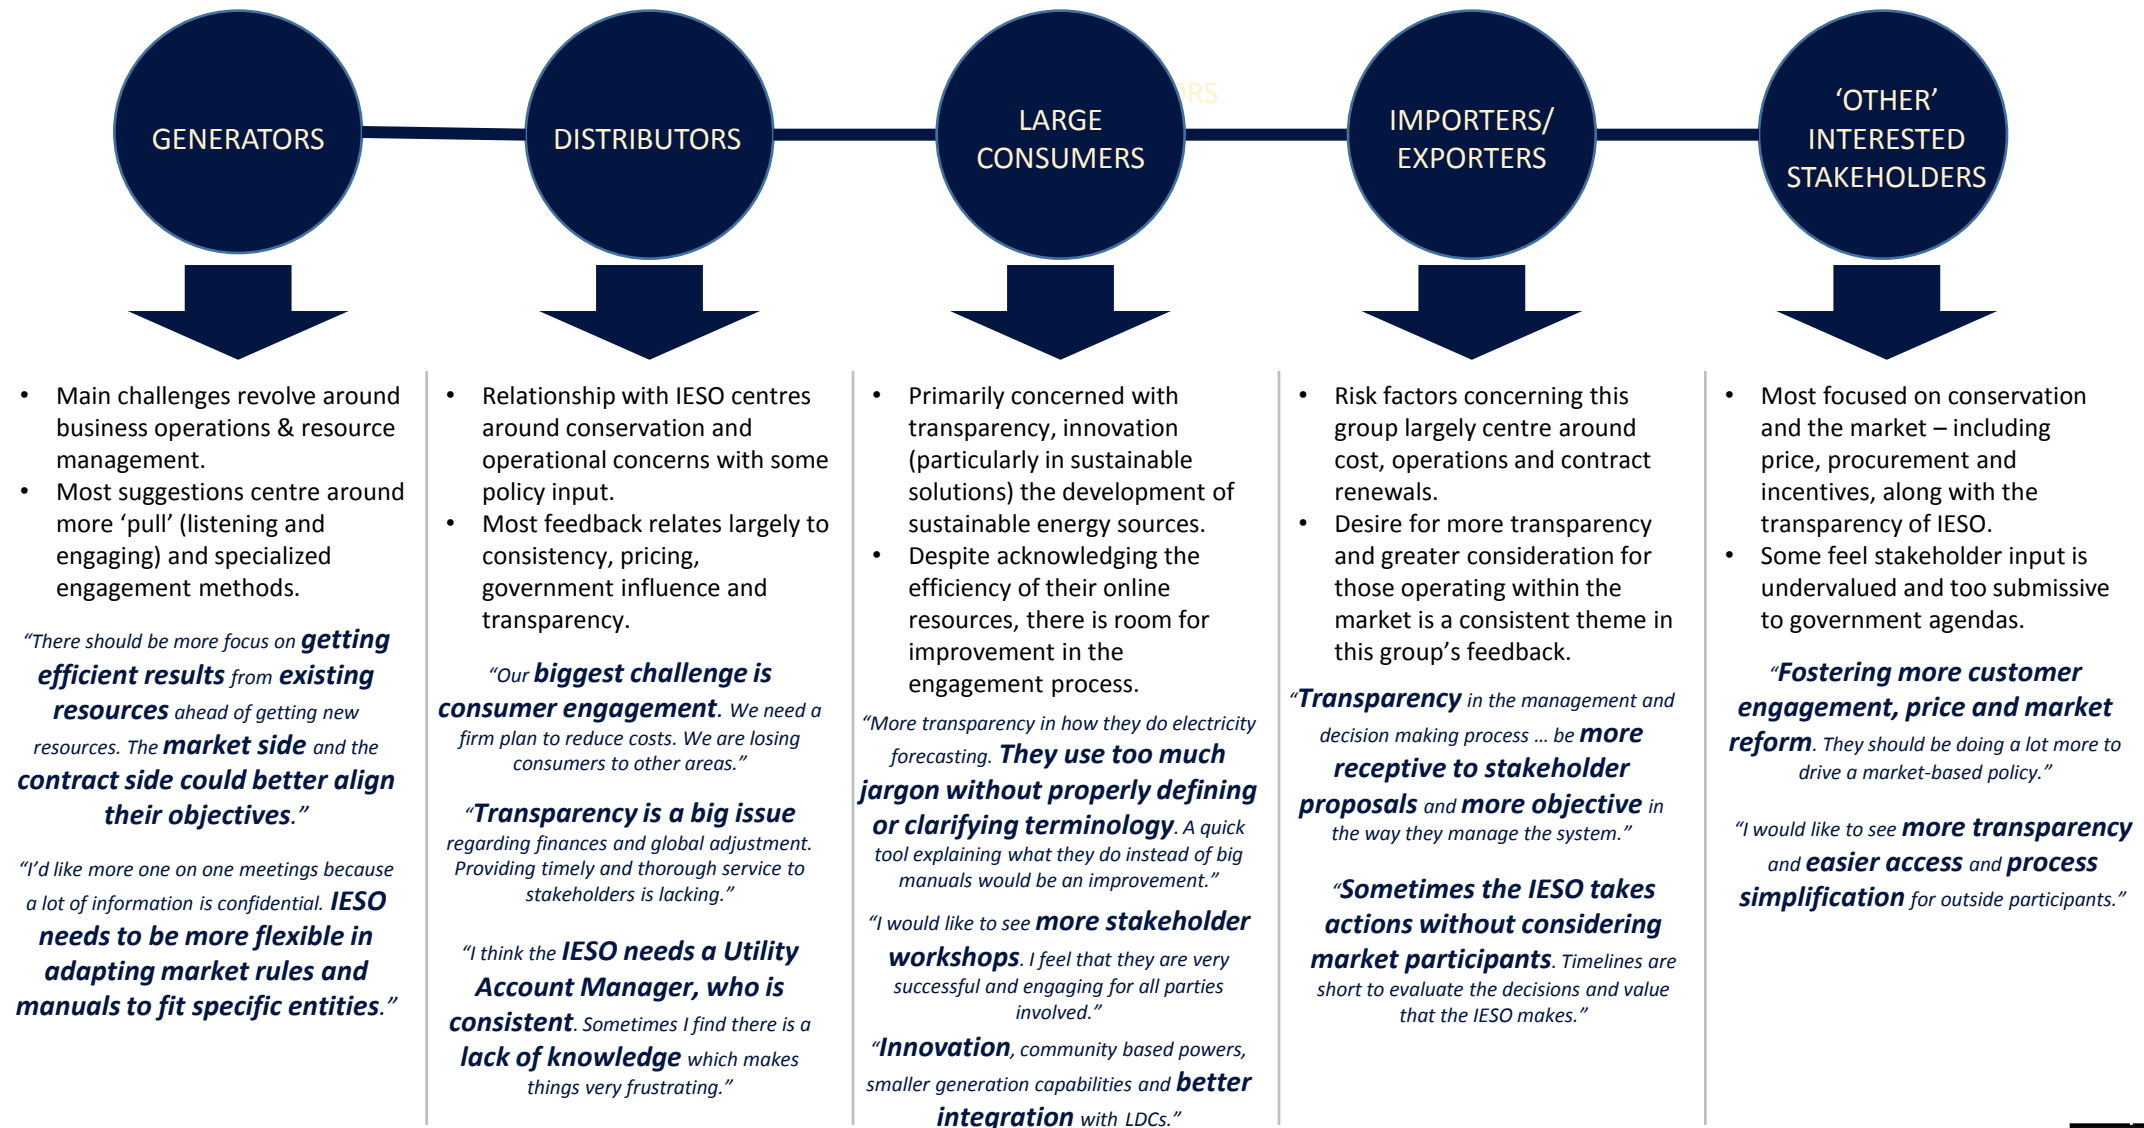 GENERATORS
DISTRIBUTORS
LARGE
CONSUMERS
ORS
IMPORTERS/
EXPORTERS
‘OTHER’
INTERESTED
STAKEHOLDERS
• Main challenges revolve around
business operations & resource
management.
• Most suggestions centre around
more ‘pull’ (listening and
engaging) and specialized
engagement methods.
“There should be more focus on getting
efficient results from existing
resources ahead of getting new
resources. The market side and the
contract side could better align
their objectives.”
“I’d like more one on one meetings because
a lot of information is confidential. IESO
needs to be more flexible in
adapting market rules and
manuals to fit specific entities.”
• Relationship with IESO centres
around conservation and
operational concerns with some
policy input.
• Most feedback relates largely to
consistency, pricing,
government influence and
transparency.
“Our biggest challenge is
consumer engagement. We need a
firm plan to reduce costs. We are losing
consumers to other areas.”
“Transparency is a big issue
regarding finances and global adjustment.
Providing timely and thorough service to
stakeholders is lacking.”
“I think the IESO needs a Utility
Account Manager, who is
consistent. Sometimes I find there is a
lack of knowledge which makes
things very frustrating.”
• Primarily concerned with
transparency, innovation
(particularly in sustainable
solutions) the development of
sustainable energy sources.
• Despite acknowledging the
efficiency of their online
resources, there is room for
improvement in the
engagement process.
“More transparency in how they do electricity
forecasting. They use too much
jargon without properly defining
or clarifying terminology. A quick
tool explaining what they do instead of big
manuals would be an improvement.”
“I would like to see more stakeholder
workshops. I feel that they are very
successful and engaging for all parties
involved.”
“Innovation, community based powers,
smaller generation capabilities and better
integration with LDCs.”
• Risk factors concerning this
group largely centre around
cost, operations and contract
renewals.
• Desire for more transparency
and greater consideration for
those operating within the
market is a consistent theme in
this group’s feedback.
“Transparency in the management and
decision making process … be more
receptive to stakeholder
proposals and more objective in
the way they manage the system.”
“Sometimes the IESO takes
actions without considering
market participants. Timelines are
short to evaluate the decisions and value
that the IESO makes.”
• Most focused on conservation
and the market – including
price, procurement and
incentives, along with the
transparency of IESO.
• Some feel stakeholder input is
undervalued and too submissive
to government agendas.
“Fostering more customer
engagement, price and market
reform. They should be doing a lot more to
drive a market-based policy.”
“I would like to see more transparency
and easier access and process
simplification for outside participants.”